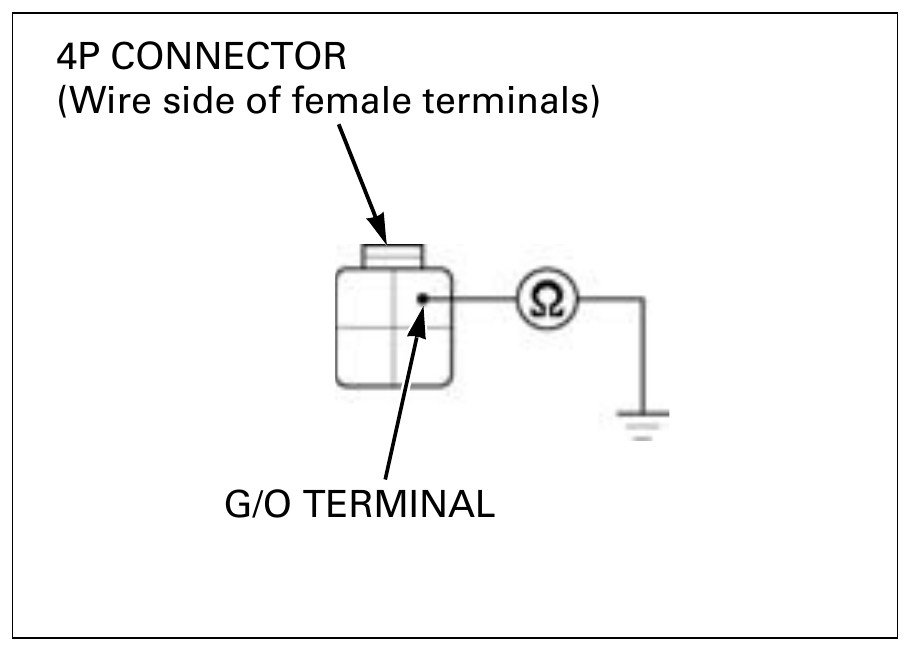 4P CONNECTOR
(Wire side of female terminals)
Ω
G/O TERMINAL